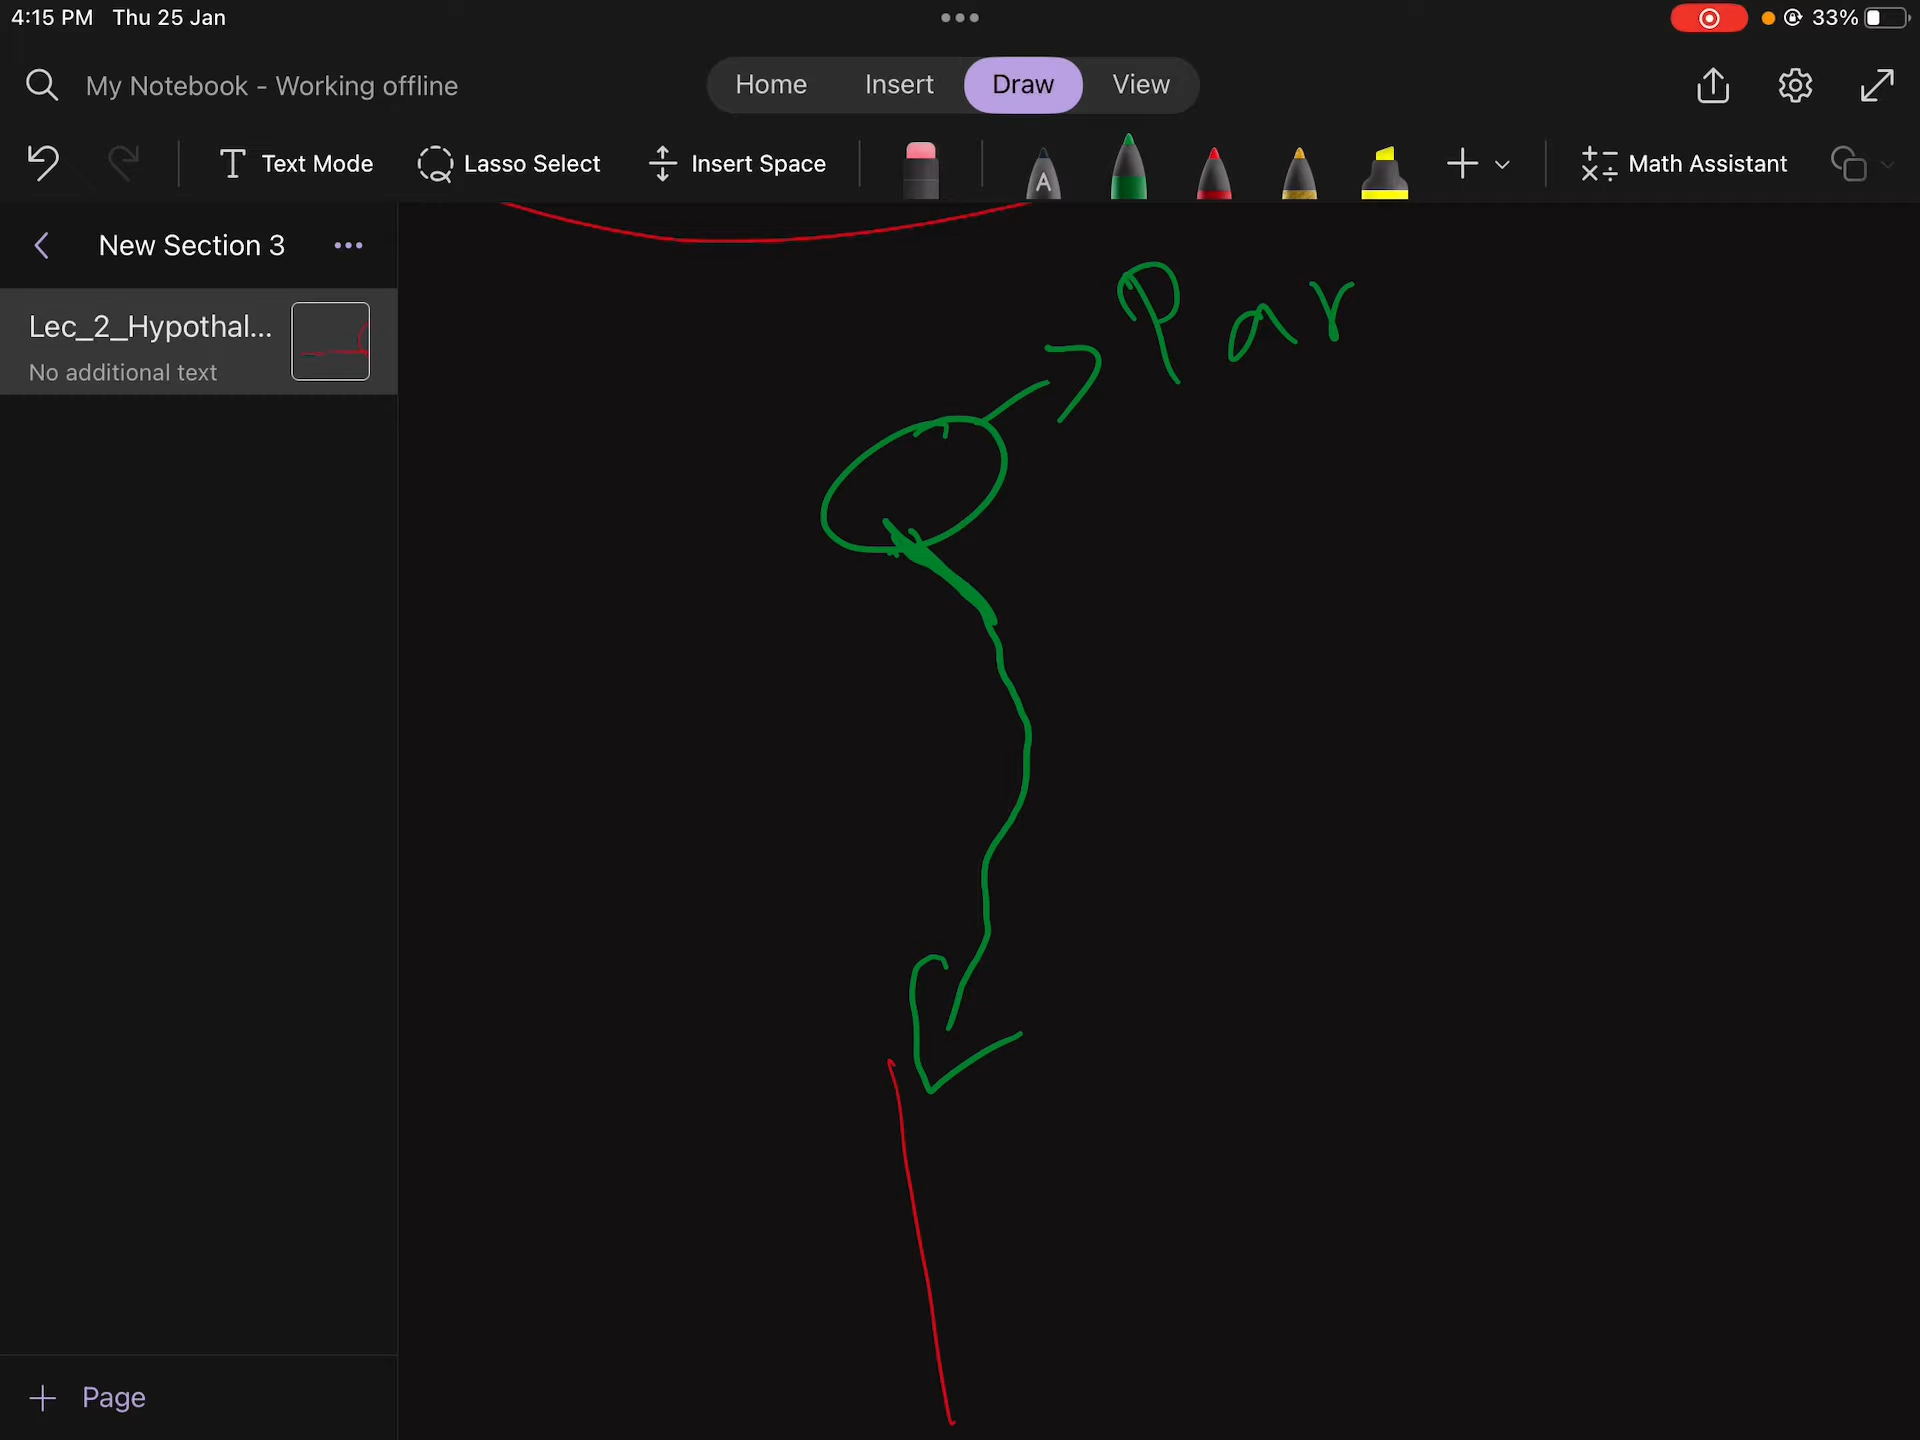 4:15 PM Thu 25 Jan
33%
My Notebook - Working offline
Home Insert Draw View
Text Mode Lasso Select Insert Space A Math Assistant
New Section 3
Lec_2_Hypothal...
No additional text
Par
Page